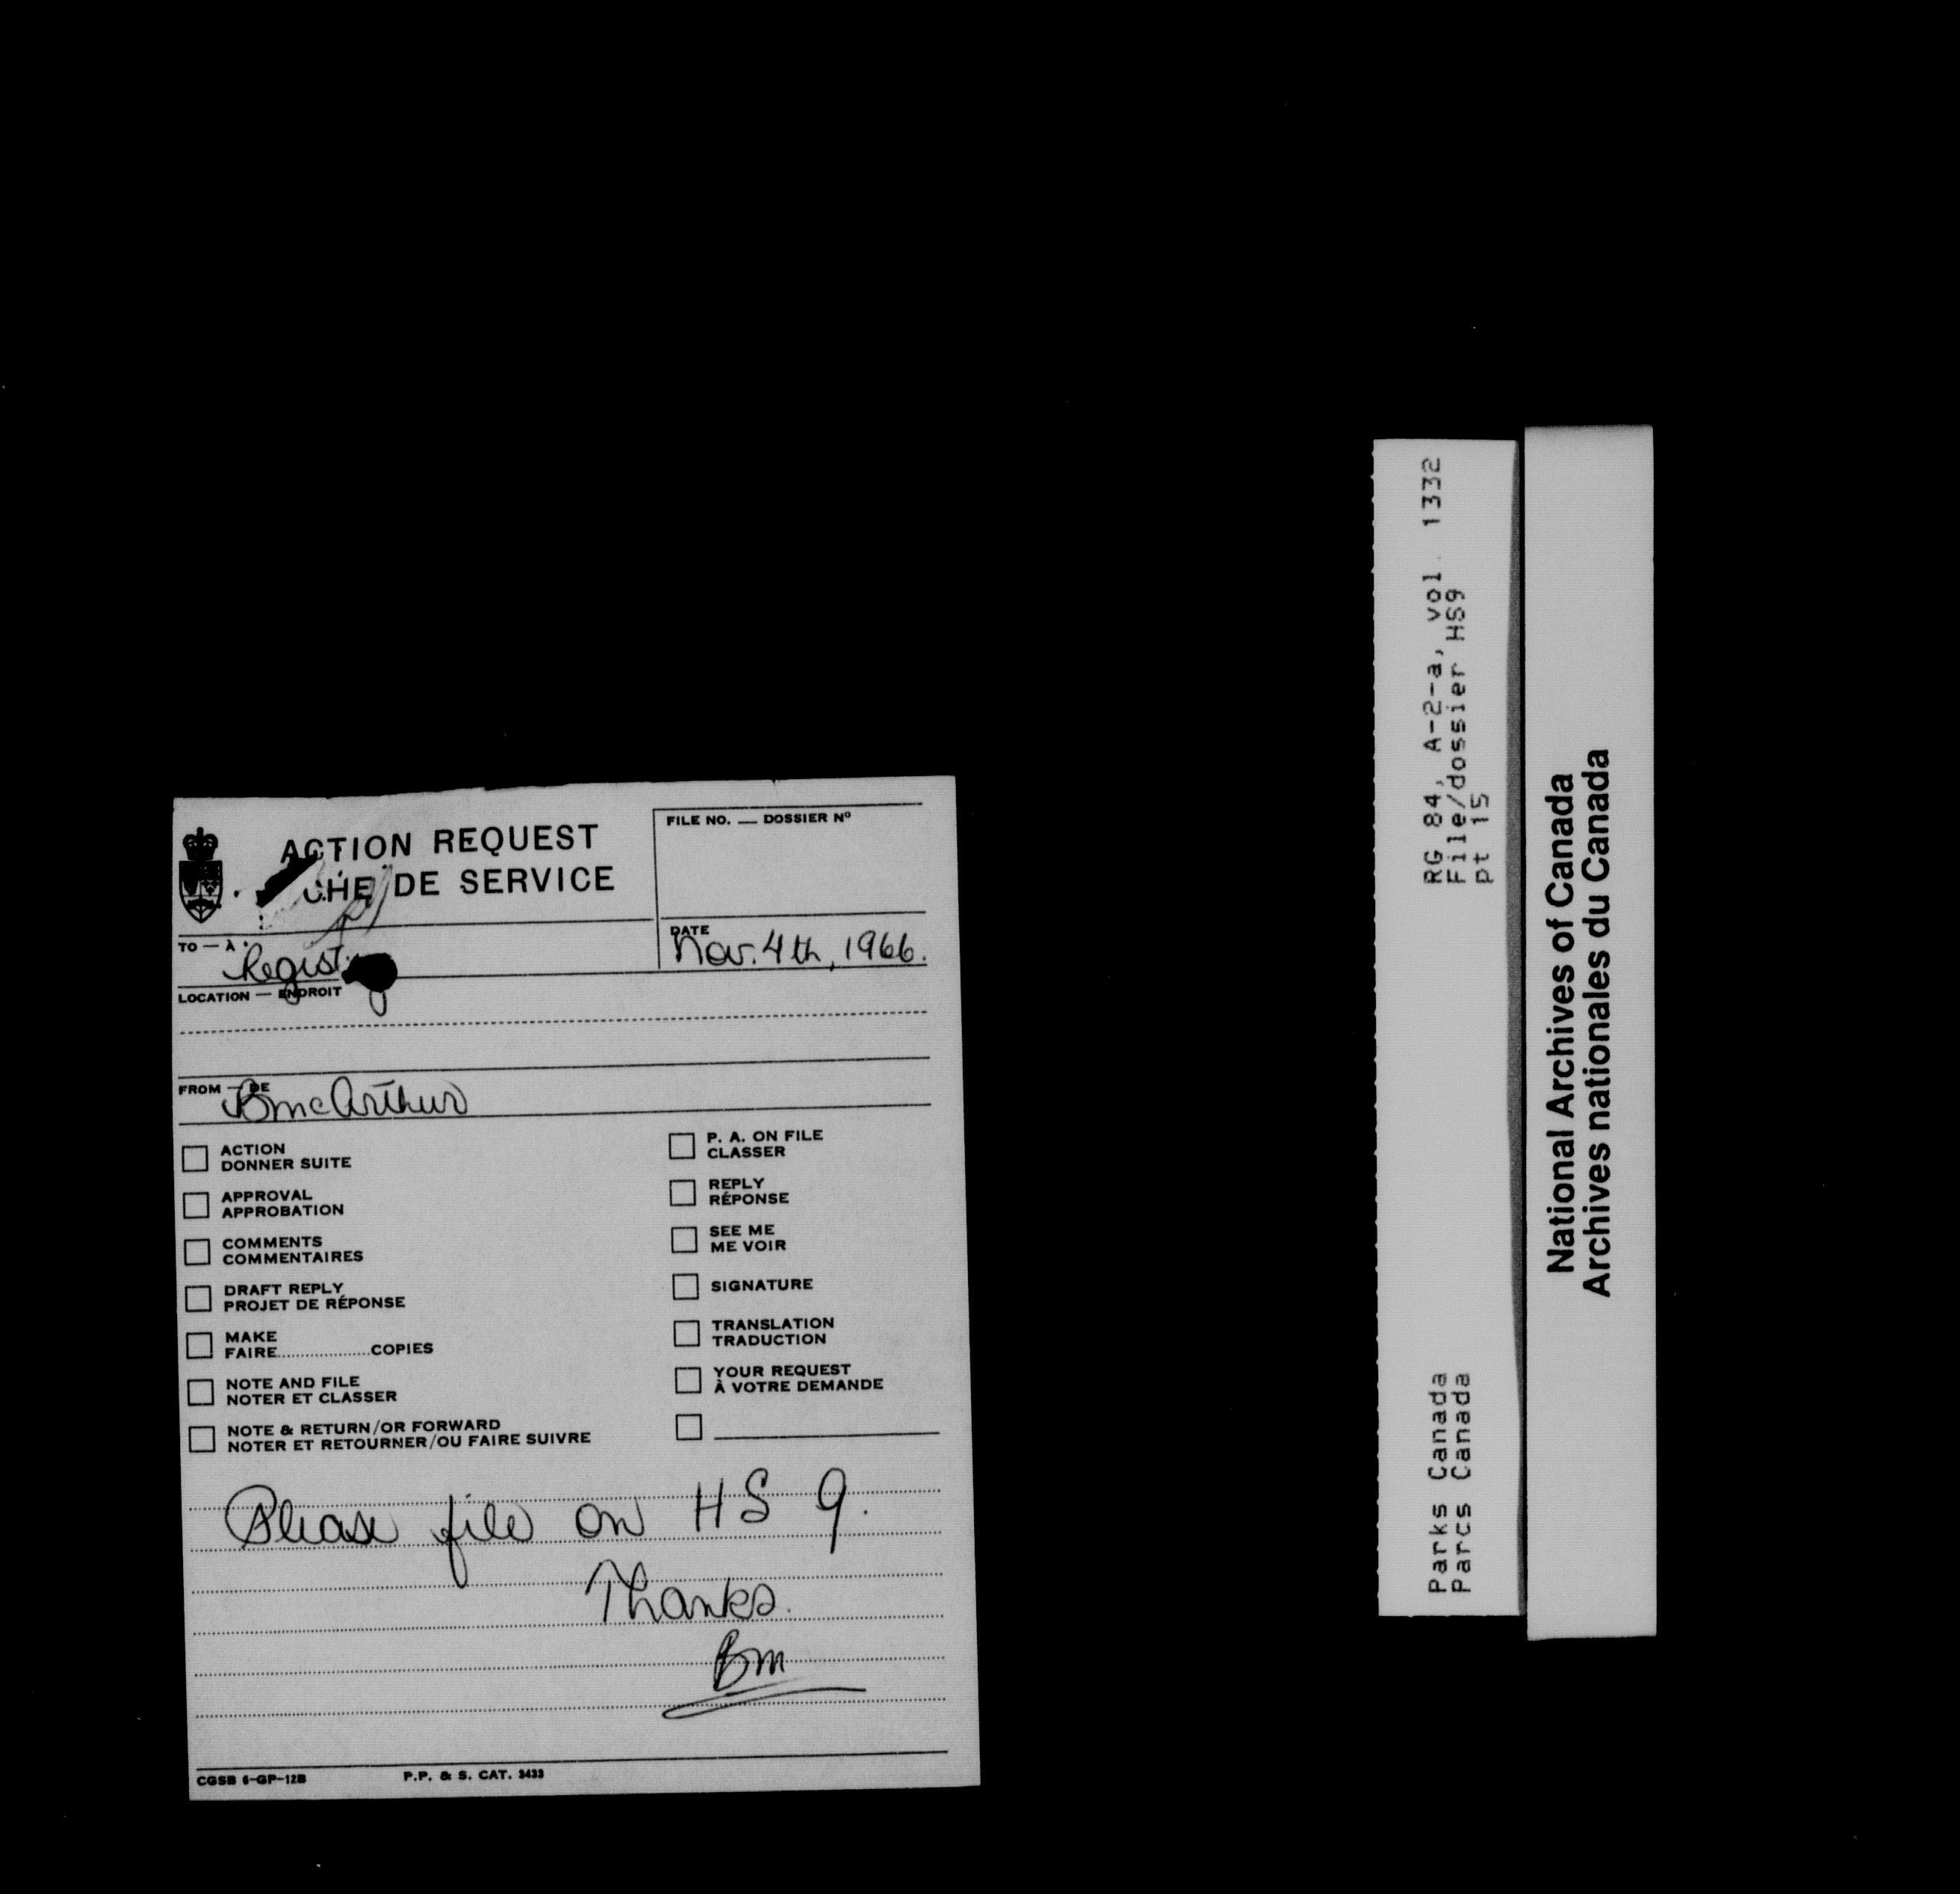 ACTION REQUEST
CHE DE SERVICE
FILE NO. — DOSSIER Nº
TO — À
DATE
Nov. 4th, 1966.
LOCATION — ENDROIT
FROM — DE
B McArthur
ACTION
DONNER SUITE
APPROVAL
APPROBATION
COMMENTS
COMMENTAIRES
DRAFT REPLY
PROJET DE RÉPONSE
MAKE
FAIRE..................COPIES
NOTE AND FILE
NOTER ET CLASSER
NOTE & RETURN/OR FORWARD
NOTER ET RETOURNER/OU FAIRE SUIVRE
P. A. ON FILE
CLASSER
REPLY
RÉPONSE
SEE ME
ME VOIR
SIGNATURE
TRANSLATION
TRADUCTION
YOUR REQUEST
À VOTRE DEMANDE
Please file on HS 9.
Thanks.
BM
CGSB 6-GP-12B P.P. & S. CAT. 3433
Parks Canada RG 84, A-2-a, vol. 1332
Parcs Canada File/dossier HS9
pt 15
National Archives of Canada
Archives nationales du Canada